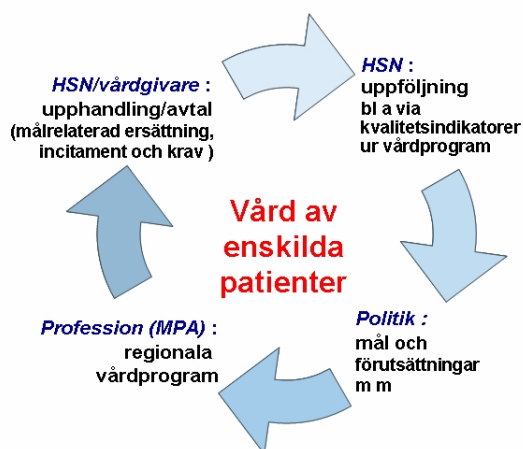 HSN/vårdgivare :
upphandling/avtal
(målrelaterad ersättning,
incitament och krav )
HSN :
uppföljning
bl a via
kvalitetsindikatorer
ur vårdprogram
Vård av
enskilda
patienter
Profession (MPA) :
regionala
vårdprogram
Politik :
mål och
förutsättningar
m m